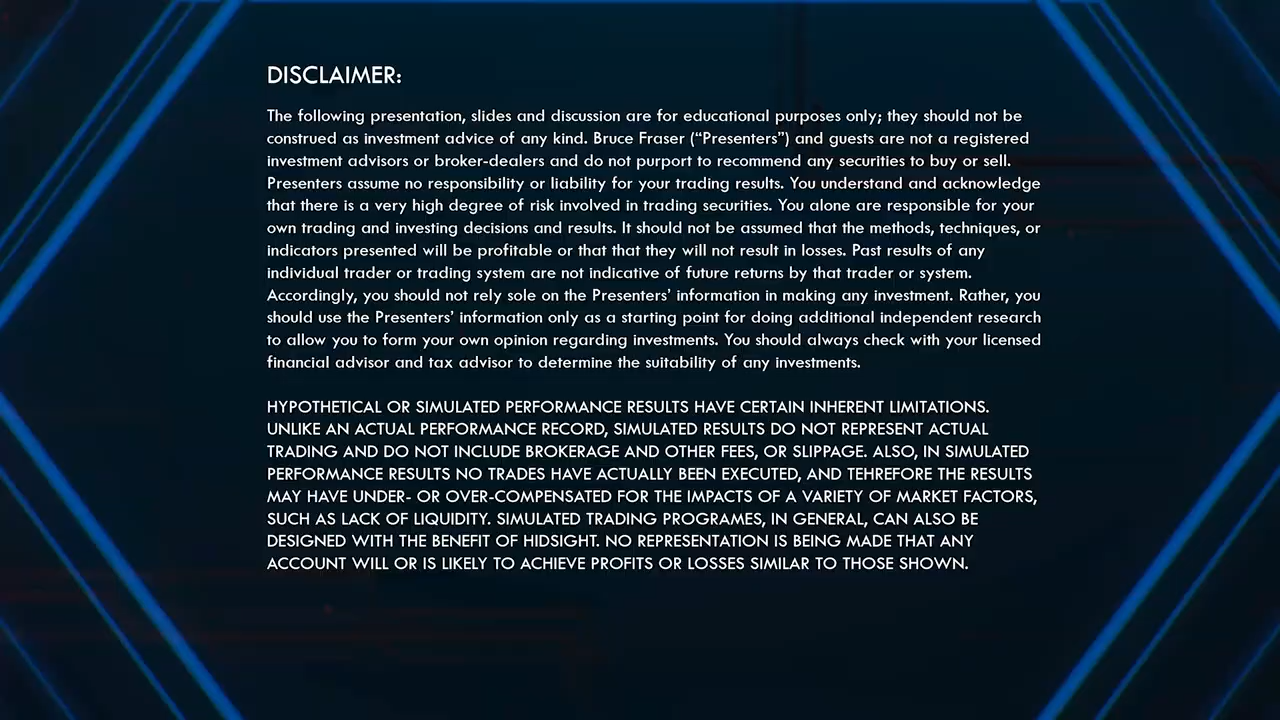 DISCLAIMER:
The following presentation, slides and discussion are for educational purposes only; they should not be
construed as investment advice of any kind. Bruce Fraser (“Presenters”) and guests are not a registered
investment advisors or broker-dealers and do not purport to recommend any securities to buy or sell.
Presenters assume no responsibility or liability for your trading results. You understand and acknowledge
that there is a very high degree of risk involved in trading securities. You alone are responsible for your
own trading and investing decisions and results. It should not be assumed that the methods, techniques, or
indicators presented will be profitable or that that they will not result in losses. Past results of any
individual trader or trading system are not indicative of future returns by that trader or system.
Accordingly, you should not rely sole on the Presenters’ information in making any investment. Rather, you
should use the Presenters’ information only as a starting point for doing additional independent research
to allow you to form your own opinion regarding investments. You should always check with your licensed
financial advisor and tax advisor to determine the suitability of any investments.
HYPOTHETICAL OR SIMULATED PERFORMANCE RESULTS HAVE CERTAIN INHERENT LIMITATIONS.
UNLIKE AN ACTUAL PERFORMANCE RECORD, SIMULATED RESULTS DO NOT REPRESENT ACTUAL
TRADING AND DO NOT INCLUDE BROKERAGE AND OTHER FEES, OR SLIPPAGE. ALSO, IN SIMULATED
PERFORMANCE RESULTS NO TRADES HAVE ACTUALLY BEEN EXECUTED, AND TEHREFORE THE RESULTS
MAY HAVE UNDER- OR OVER-COMPENSATED FOR THE IMPACTS OF A VARIETY OF MARKET FACTORS,
SUCH AS LACK OF LIQUIDITY. SIMULATED TRADING PROGRAMES, IN GENERAL, CAN ALSO BE
DESIGNED WITH THE BENEFIT OF HIDSIGHT. NO REPRESENTATION IS BEING MADE THAT ANY
ACCOUNT WILL OR IS LIKELY TO ACHIEVE PROFITS OR LOSSES SIMILAR TO THOSE SHOWN.